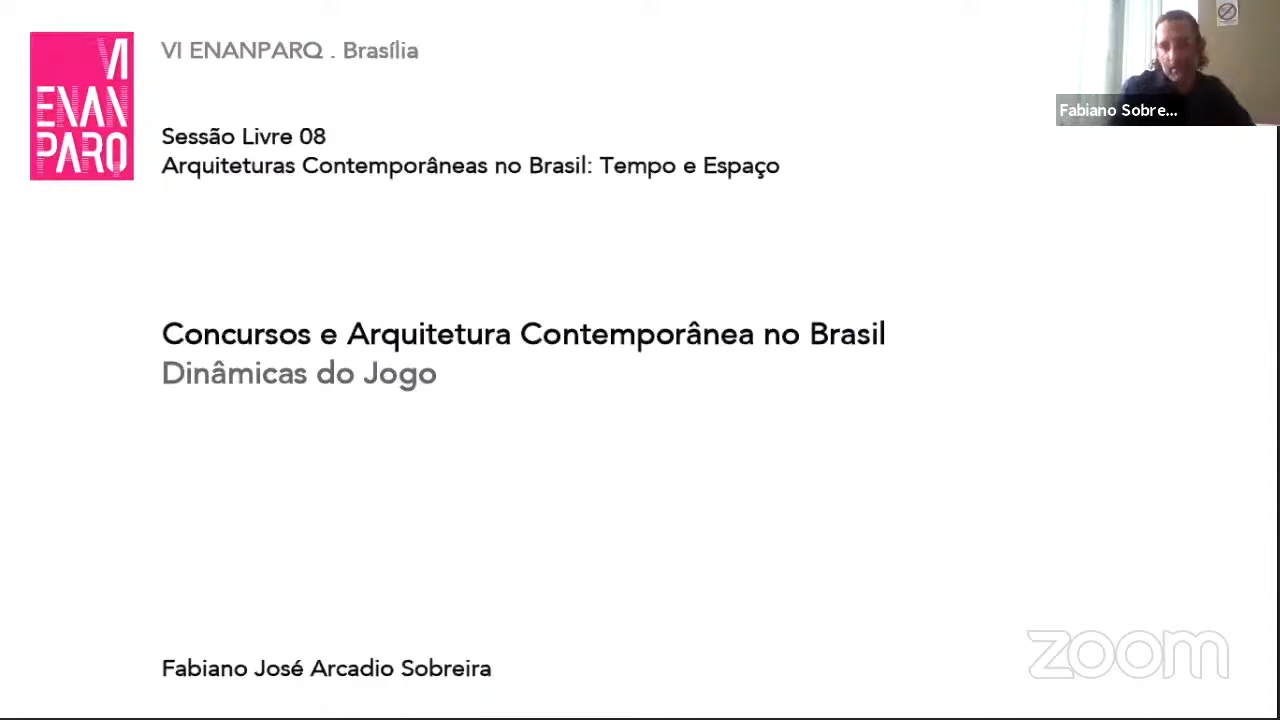 VI
ENAN
PARQ
VI ENANPARQ . Brasília
Sessão Livre 08
Arquiteturas Contemporâneas no Brasil: Tempo e Espaço
Fabiano Sobre...
Concursos e Arquitetura Contemporânea no Brasil
Dinâmicas do Jogo
Fabiano José Arcadio Sobreira
zoom